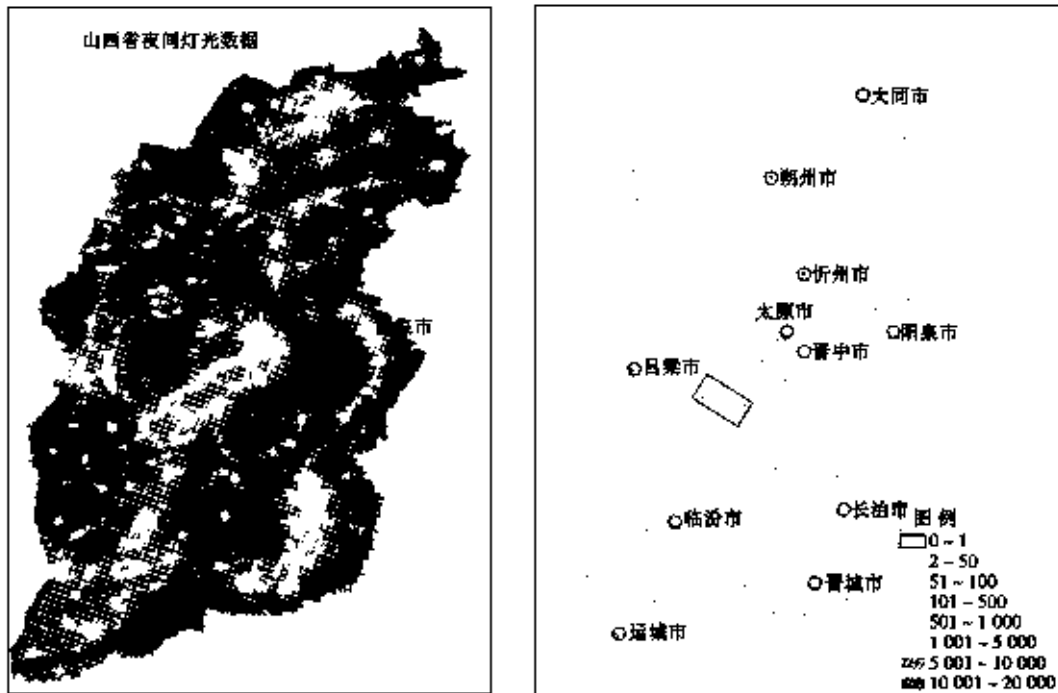 山西省夜间灯光数据
市
大同市
朔州市
忻州市
太原市
阳泉市
晋中市
吕梁市
长治市
图例
临汾市
0~1
2~50
51~100
晋城市
101~500
501~1 000
运城市
1 001~5 000
5 001~10 000
10 001~20 000